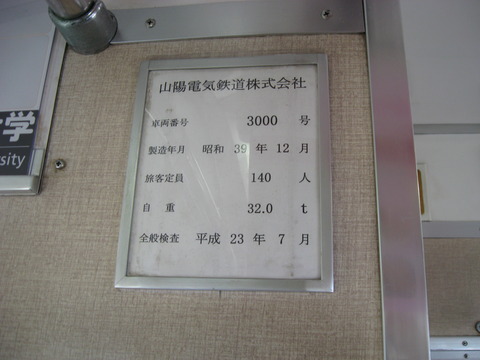 山陽電気鉄道株式会社
車両番号 3000 号
製造年月 昭和 39 年 12 月
旅客定員 140 人
自 重 32.0 t
全般検査 平成 23 年 7 月
学
sity